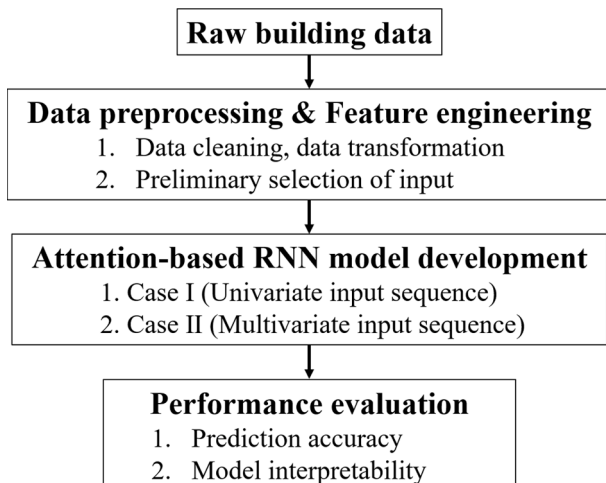 Raw building data
Data preprocessing & Feature engineering
1. Data cleaning, data transformation
2. Preliminary selection of input
Attention-based RNN model development
1. Case I (Univariate input sequence)
2. Case II (Multivariate input sequence)
Performance evaluation
1. Prediction accuracy
2. Model interpretability